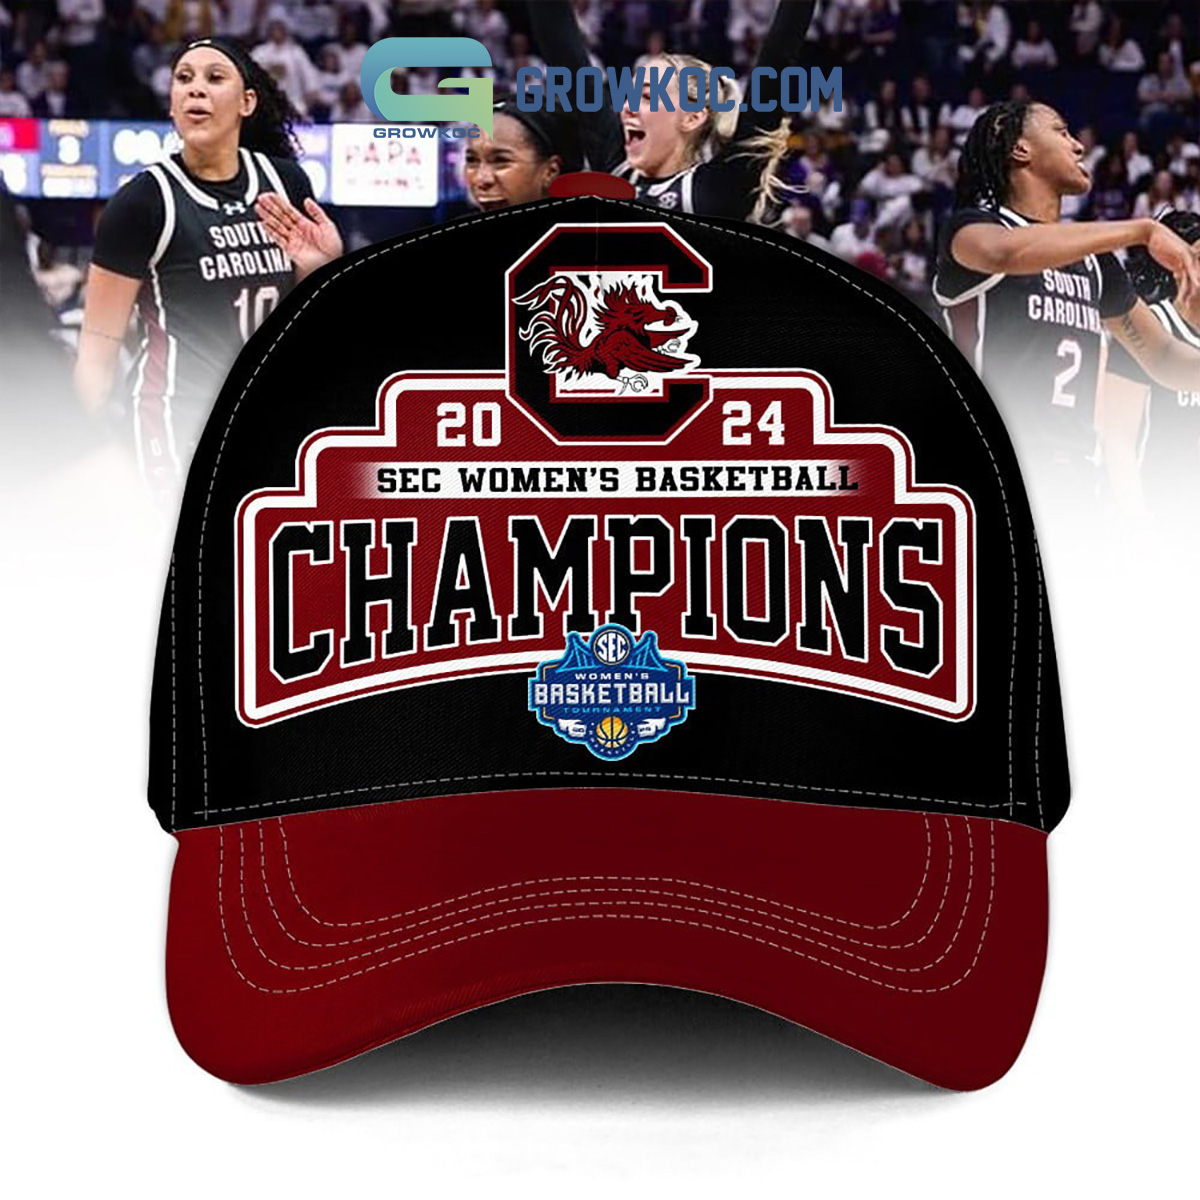 GROWKOC.COM
GROWKOC
PAPA
SOUTH
CAROLINA
10
SOUTH
CAROLINA
2
20 24
SEC WOMEN'S BASKETBALL
CHAMPIONS
SEC
WOMEN'S
BASKETBALL
TOURNAMENT